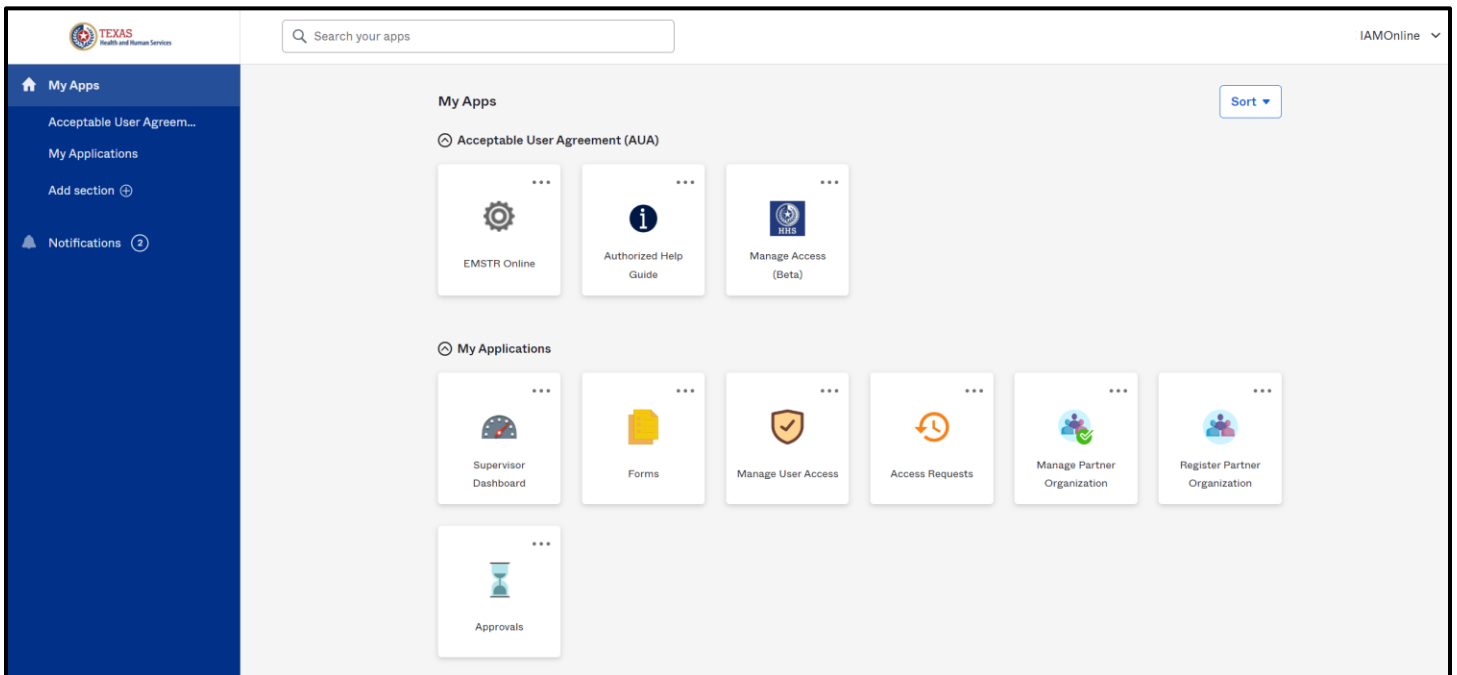 TEXAS
Health and Human Services
Search your apps
IAMOnline
My Apps
Acceptable User Agreem...
My Applications
Add section
Notifications 2
My Apps
Sort
Acceptable User Agreement (AUA)
EMSTR Online
Authorized Help
Guide
HHS
Manage Access
(Beta)
My Applications
Supervisor
Dashboard
Forms
Manage User Access
Access Requests
Manage Partner
Organization
Register Partner
Organization
Approvals